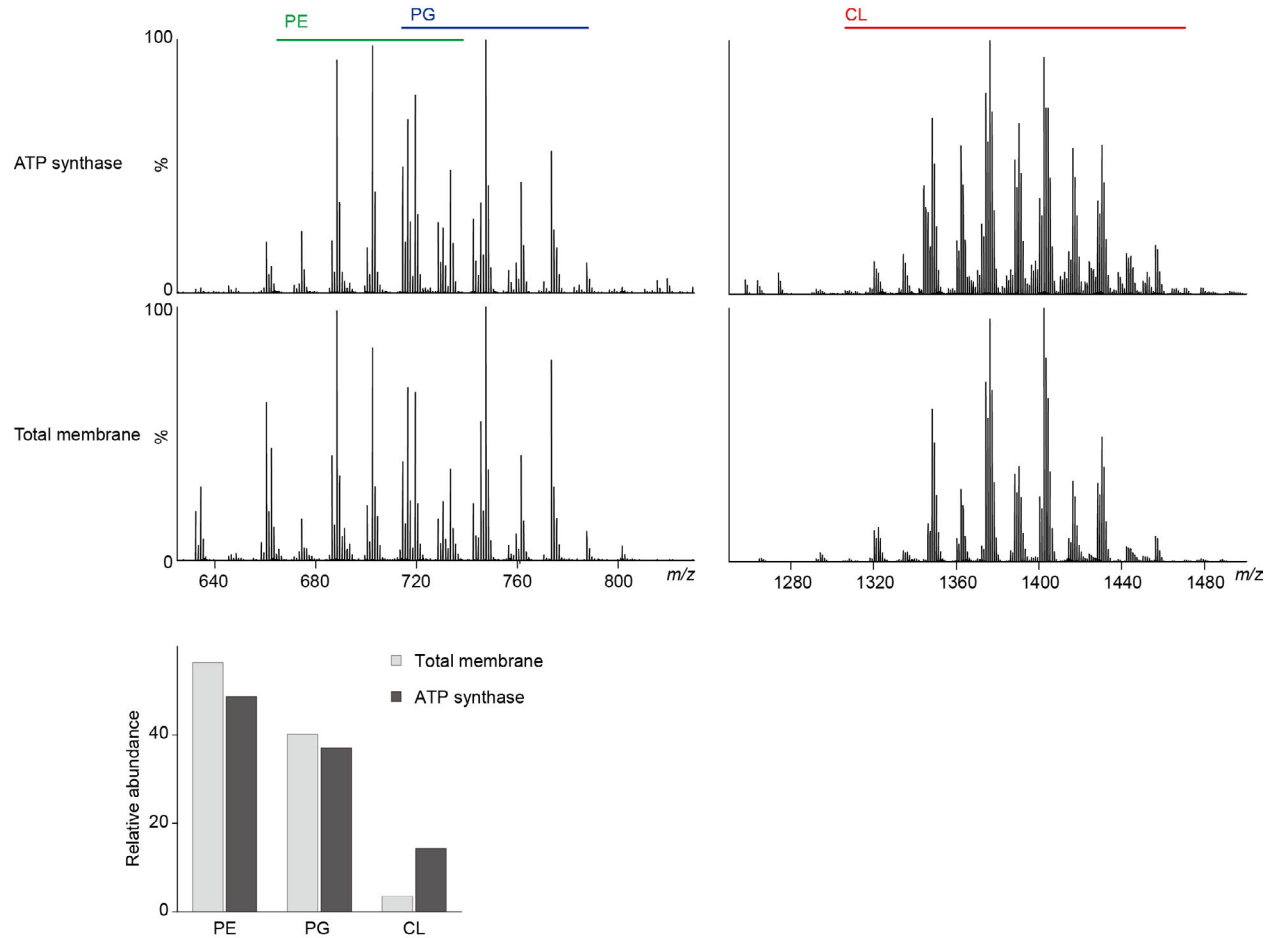 PE
PG
CL
100
ATP synthase
%
0
100
Total membrane
%
0
640 680 720 760 800 m/z
1280 1320 1360 1400 1440 1480 m/z
Total membrane
ATP synthase
Relative abundance
40
20
0
PE PG CL